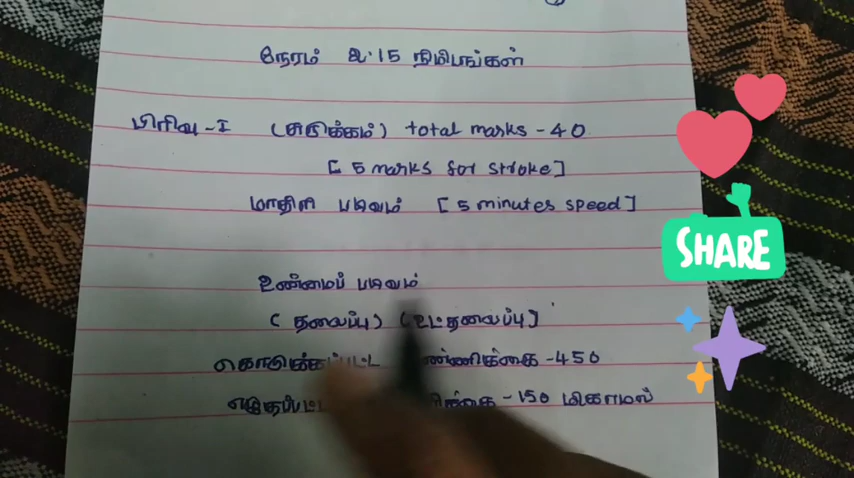 நேரம் 2.15 நிமிடங்கள்
பிரிவு -I (சுருக்கம்) total marks - 40
[ 5 marks for stroke ]
மாதிரி படிவம் [ 5 minutes speed ]
உண்மைப் படிவம்
( தலைப்பு) (உட்தலைப்பு)
கொடுக்கப்பட்ட -450
- 150 மிகாமல்
SHARE